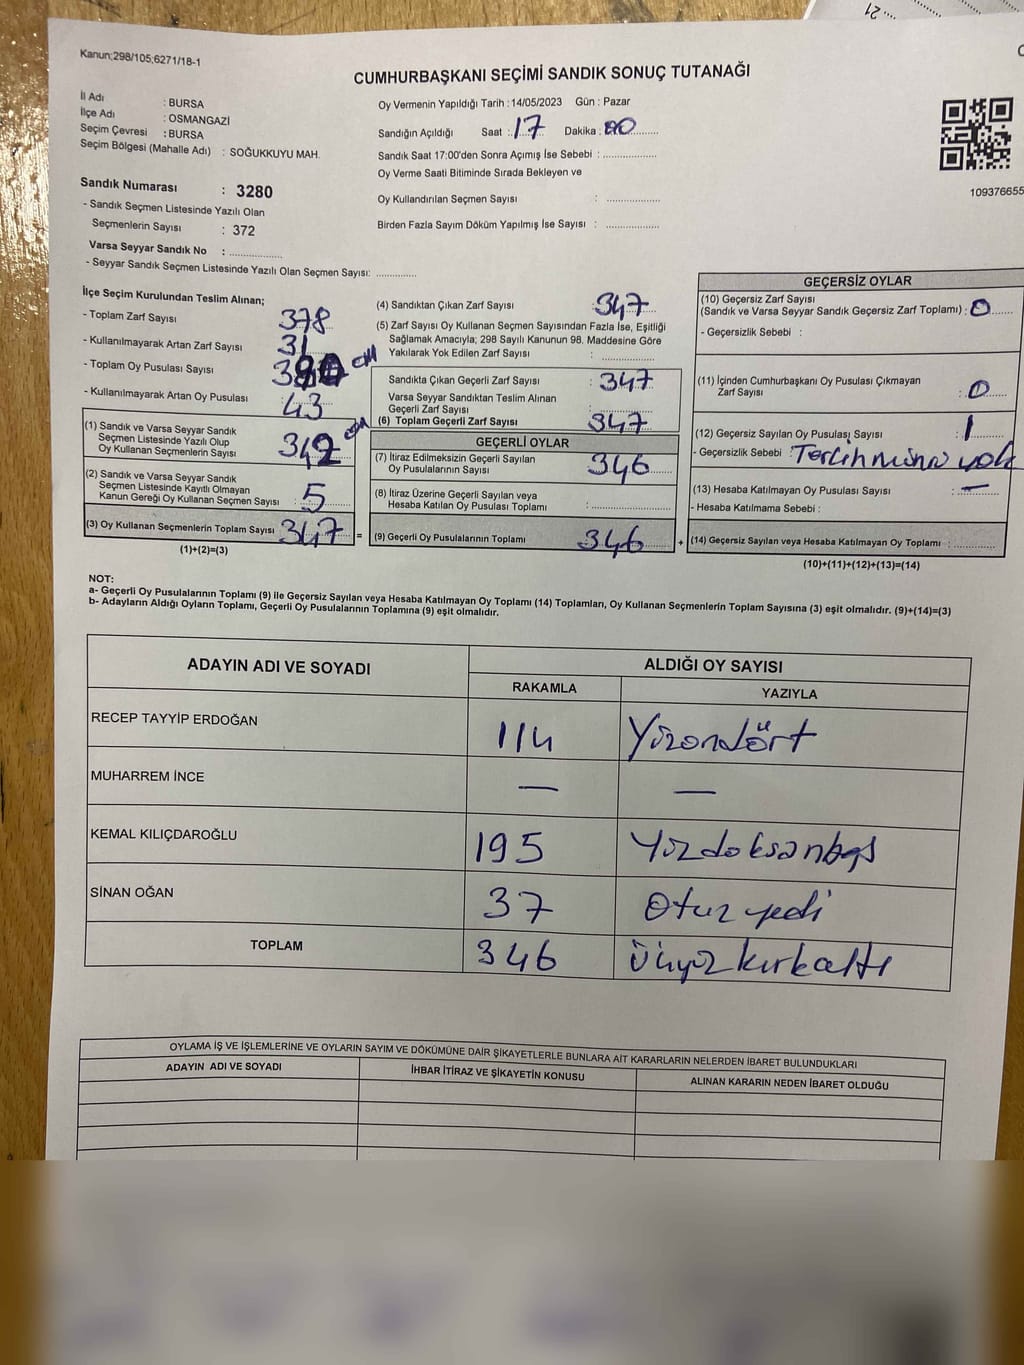 21
Kanun;298/105;6271/18-1
CUMHURBAŞKANI SEÇİMİ SANDIK SONUÇ TUTANAĞI
İl Adı : BURSA
İlçe Adı : OSMANGAZİ
Seçim Çevresi : BURSA
Seçim Bölgesi (Mahalle Adı) : SOĞUKKUYU MAH.
Oy Vermenin Yapıldığı Tarih : 14/05/2023 Gün : Pazar
Sandığın Açıldığı Saat : 17 Dakika : 00
Sandık Saat 17:00'den Sonra Açımış İse Sebebi :
Oy Verme Saati Bitiminde Sırada Bekleyen ve
Oy Kullandırılan Seçmen Sayısı :
Birden Fazla Sayım Döküm Yapılmış İse Sayısı :
109376655
Sandık Numarası : 3280
- Sandık Seçmen Listesinde Yazılı Olan
Seçmenlerin Sayısı : 372
Varsa Seyyar Sandık No :
- Seyyar Sandık Seçmen Listesinde Yazılı Olan Seçmen Sayısı:
İlçe Seçim Kurulundan Teslim Alınan;
- Toplam Zarf Sayısı 378
- Kullanılmayarak Artan Zarf Sayısı 31
- Toplam Oy Pusulası Sayısı
- Kullanılmayarak Artan Oy Pusulası 43
(1) Sandık ve Varsa Seyyar Sandık
Seçmen Listesinde Yazılı Olup
Oy Kullanan Seçmenlerin Sayısı 342
(2) Sandık ve Varsa Seyyar Sandık
Seçmen Listesinde Kayıtlı Olmayan
Kanun Gereği Oy Kullanan Seçmen Sayısı : 5
(3) Oy Kullanan Seçmenlerin Toplam Sayısı 347 =
(1)+(2)=(3)
(4) Sandıktan Çıkan Zarf Sayısı 347
(5) Zarf Sayısı Oy Kullanan Seçmen Sayısından Fazla İse, Eşitliği
Sağlamak Amacıyla; 298 Sayılı Kanunun 98. Maddesine Göre
Yakılarak Yok Edilen Zarf Sayısı :
Sandıkta Çıkan Geçerli Zarf Sayısı : 347
Varsa Seyyar Sandıktan Teslim Alınan
Geçerli Zarf Sayısı :
(6) Toplam Geçerli Zarf Sayısı 347
GEÇERLİ OYLAR
(7) İtiraz Edilmeksizin Geçerli Sayılan
Oy Pusulalarının Sayısı 346
(8) İtiraz Üzerine Geçerli Sayılan veya
Hesaba Katılan Oy Pusulası Toplamı :
(9) Geçerli Oy Pusulalarının Toplamı 346 +
GEÇERSİZ OYLAR
(10) Geçersiz Zarf Sayısı
(Sandık ve Varsa Seyyar Sandık Geçersiz Zarf Toplamı) : 0
- Geçersizlik Sebebi :
(11) İçinden Cumhurbaşkanı Oy Pusulası Çıkmayan
Zarf Sayısı : 0
(12) Geçersiz Sayılan Oy Pusulası Sayısı : 1
- Geçersizlik Sebebi : yok
(13) Hesaba Katılmayan Oy Pusulası Sayısı : —
- Hesaba Katılmama Sebebi :
(14) Geçersiz Sayılan veya Hesaba Katılmayan Oy Toplamı :
(10)+(11)+(12)+(13)=(14)
NOT:
a- Geçerli Oy Pusulalarının Toplamı (9) ile Geçersiz Sayılan veya Hesaba Katılmayan Oy Toplamı (14) Toplamları, Oy Kullanan Seçmenlerin Toplam Sayısına (3) eşit olmalıdır. (9)+(14)=(3)
b- Adayların Aldığı Oyların Toplamı, Geçerli Oy Pusulalarının Toplamına (9) eşit olmalıdır.
ADAYIN ADI VE SOYADI ALDIĞI OY SAYISI
RAKAMLA YAZIYLA
RECEP TAYYİP ERDOĞAN 114 Yüzondört
MUHARREM İNCE — —
KEMAL KILIÇDAROĞLU 195 Yüzdoksanbeş
SİNAN OĞAN 37 Otuz yedi
TOPLAM 346 Üçyüzkırkaltı
OYLAMA İŞ VE İŞLEMLERİNE VE OYLARIN SAYIM VE DÖKÜMÜNE DAİR ŞİKAYETLERLE BUNLARA AİT KARARLARIN NELERDEN İBARET BULUNDUKLARI
ADAYIN ADI VE SOYADI İHBAR İTİRAZ VE ŞİKAYETİN KONUSU ALINAN KARARIN NEDEN İBARET OLDUĞU